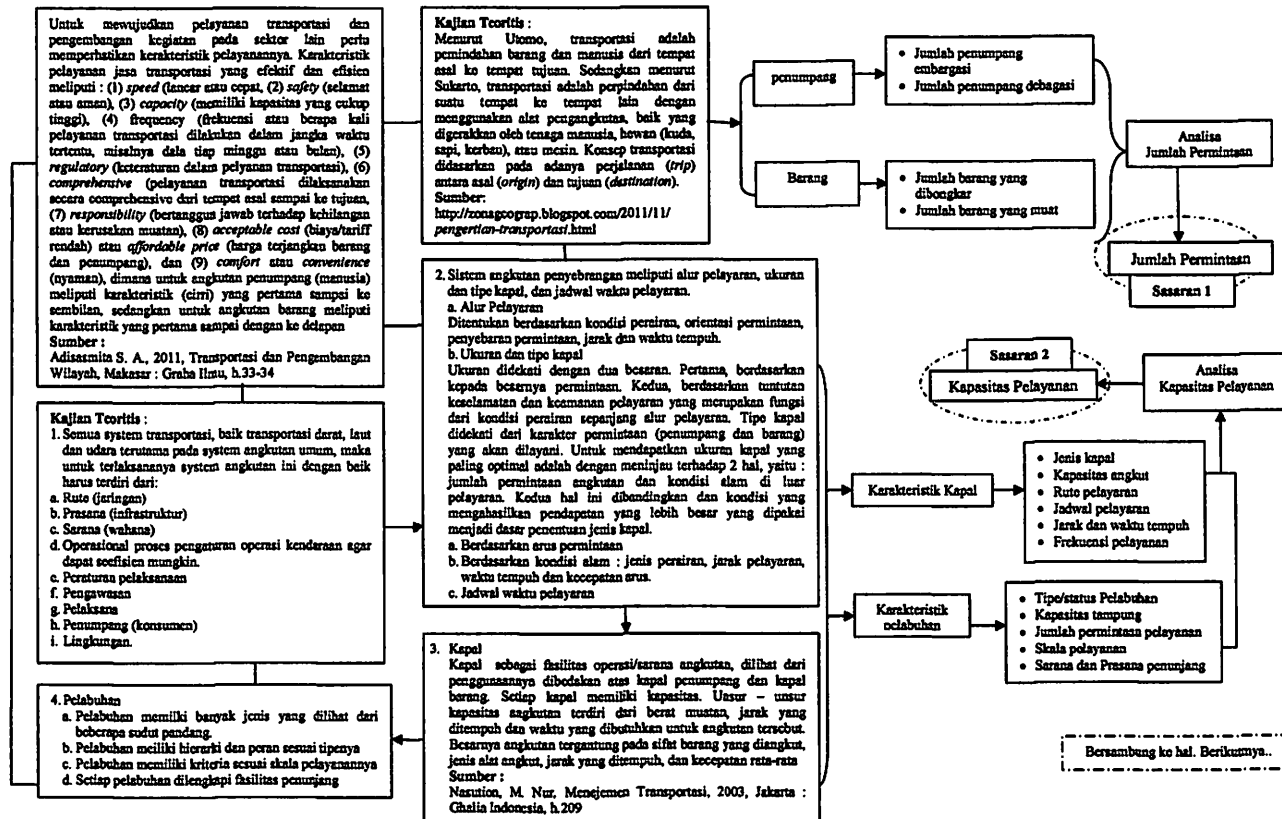 Untuk mewujudkan pelayanan transportasi dan
pengembangan kegiatan pada sektor lain perlu
memperhatikan kerakteristik pelayanannya. Karakteristik
pelayanan jasa transportasi yang efektif dan efisien
meliputi : (1) speed (lancar atau cepat, (2) safety (selamat
atau aman), (3) capacity (memiliki kapasitas yang cukup
tinggi), (4) frequency (frekuensi atau berapa kali
pelayanan transportasi dilakukan dalam jangka waktu
tertentu, misalnya dala tiap minggu atau bulan), (5)
regulatory (keteraturan dalam pelyanan transportasi), (6)
comprehensive (pelayanan transportasi dilaksanakan
secara comprehensive dari tempat asal sampai ke tujuan,
(7) responsibility (bertanggus jawab terhadap kehilangan
atau kerusakan muatan), (8) acceptable cost (biaya/tariff
rendah) atau affordable price (harga terjangkau barang
dan penumpang), dan (9) comfort atau convenience
(nyaman), dimana untuk angkutan penumpang (manusia)
meliputi karakteristik (cirri) yang pertama sampai ke
sembilan, sedangkan untuk angkutan barang meliputi
karakteristik yang pertama sampai dengan ke delapan
Sumber :
Adisasmita S. A., 2011, Transportasi dan Pengembangan
Wilayah, Makasar : Graha Ilmu, h.33-34
Kajian Teoritis :
Menurut Utomo, transportasi adalah
pemindahan barang dan manusia dari tempat
asal ke tempat tujuan. Sedangkan menurut
Sukarto, transportasi adalah perpindahan dari
suatu tempat ke tempat lain dengan
menggunakan alat pengangkutan, baik yang
digerakkan oleh tenaga manusia, hewan (kuda,
sapi, kerbau), atau mesin. Konsep transportasi
didasarkan pada adanya perjalanan (trip)
antara asal (origin) dan tujuan (destination).
Sumber:
http://zonageograp.blogspot.com/2011/11/
pengertian-transportasi.html
penumpang
• Jumlah penumpang
embargasi
• Jumlah penumpang debagasi
Barang
• Jumlah barang yang
dibongkar
• Jumlah barang yang muat
Analisa
Jumlah Permintaan
Jumlah Permintaan
Sasaran 1
2. Sistem angkutan penyebrangan meliputi alur pelayaran, ukuran
dan tipe kapal, dan jadwal waktu pelayaran.
a. Alur Pelayaran
Ditentukan berdasarkan kondisi perairan, orientasi permintaan,
penyebaran permintaan, jarak dan waktu tempuh.
b. Ukuran dan tipe kapal
Ukuran didekati dengan dua besaran. Pertama, berdasarkan
kepada besarnya permintaan. Kedua, berdasarkan tuntutan
keselamatan dan keamanan pelayaran yang merupakan fungsi
dari kondisi perairan sepanjang alur pelayaran. Tipe kapal
didekati dari karakter permintaan (penumpang dan barang)
yang akan dilayani. Untuk mendapatkan ukuran kapal yang
paling optimal adalah dengan meninjau terhadap 2 hal, yaitu :
jumlah permintaan angkutan dan kondisi alam di luar
pelayaran. Kedua hal ini dibandingkan dan kondisi yang
mengahasilkan pendapatan yang lebih besar yang dipakai
menjadi dasar penentuan jenis kapal.
a. Berdasarkan arus permintaan
b. Berdasarkan kondisi alam : jenis perairan, jarak pelayaran,
waktu tempuh dan kecepatan arus.
c. Jadwal waktu pelayaran
Sasaran 2
Kapasitas Pelayanan
Analisa
Kapasitas Pelayanan
Kajian Teoritis :
1. Semua system transportasi, baik transportasi darat, laut
dan udara terutama pada system angkutan umum, maka
untuk terlaksananya system angkutan ini dengan baik
harus terdiri dari:
a. Rute (jaringan)
b. Prasana (infrastruktur)
c. Sarana (wahana)
d. Operasional proses pengaturan operasi kendaraan agar
dapat seefisien mungkin.
e. Peraturan pelaksanaan
f. Pengawasan
g. Pelaksana
h. Penumpang (konsumen)
i. Lingkungan.
Karakteristik Kapal
• Jenis kapal
• Kapasitas angkut
• Rute pelayaran
• Jadwal pelayaran
• Jarak dan waktu tempuh
• Frekuensi pelayanan
Karakteristik
pelabuhan
• Tipe/status Pelabuhan
• Kapasitas tampung
• Jumlah permintaan pelayanan
• Skala pelayanan
• Sarana dan Prasana penunjang
3. Kapal
Kapal sebagai fasilitas operasi/sarana angkutan, dilihat dari
penggunaannya dibedakan atas kapal penumpang dan kapal
barang. Setiap kapal memiliki kapasitas. Unsur – unsur
kapasitas angkutan terdiri dari berat muatan, jarak yang
ditempuh dan waktu yang dibutuhkan untuk angkutan tersebut.
Besarnya angkutan tergantung pada sifat barang yang diangkut,
jenis alat angkut, jarak yang ditempuh, dan kecepatan rata-rata
Sumber :
Nasution, M. Nur, Menejemen Transportasi, 2003, Jakarta :
Ghalia Indonesia, h.209
4. Pelabuhan
a. Pelabuhan memilki banyak jenis yang dilihat dari
beberapa sudut pandang.
b. Pelabuhan meiliki hierarki dan peran sesuai tipenya
c. Pelabuhan memiliki kriteria sesuai skala pelayanannya
d. Setiap pelabuhan dilengkapi fasilitas penunjang
Bersambung ke hal. Berikutnya..